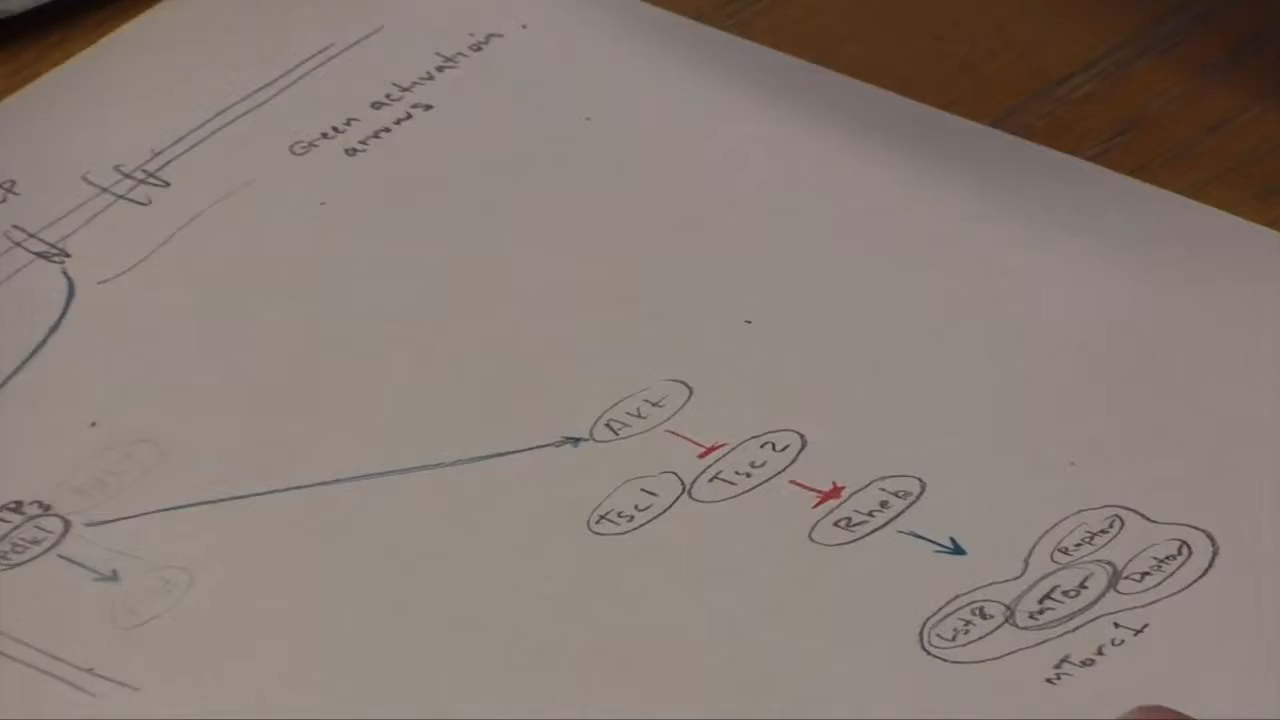 Green activation
arrows
Akt
Tsc2
Tsc1
Rheb
Pdk1
Raptor
mTor
Deptor
Lst8
mTorc1